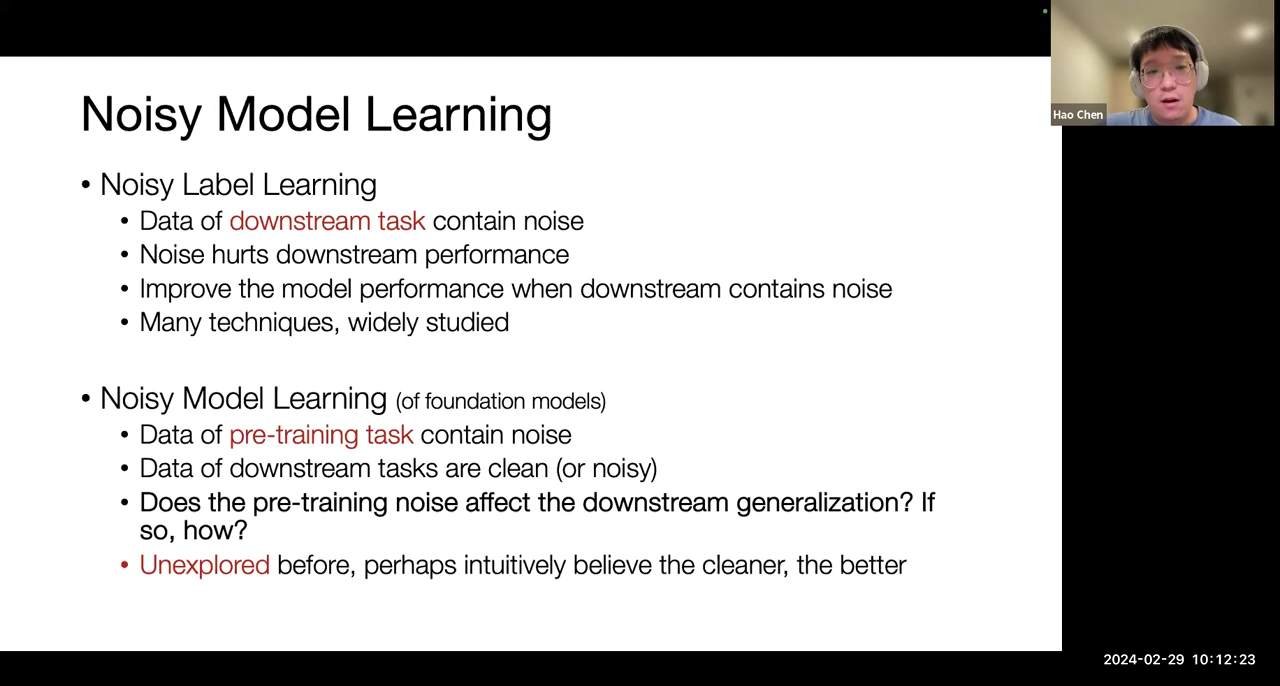 Noisy Model Learning
• Noisy Label Learning
• Data of downstream task contain noise
• Noise hurts downstream performance
• Improve the model performance when downstream contains noise
• Many techniques, widely studied
• Noisy Model Learning (of foundation models)
• Data of pre-training task contain noise
• Data of downstream tasks are clean (or noisy)
• Does the pre-training noise affect the downstream generalization? If
so, how?
• Unexplored before, perhaps intuitively believe the cleaner, the better
Hao Chen
2024-02-29 10:12:23